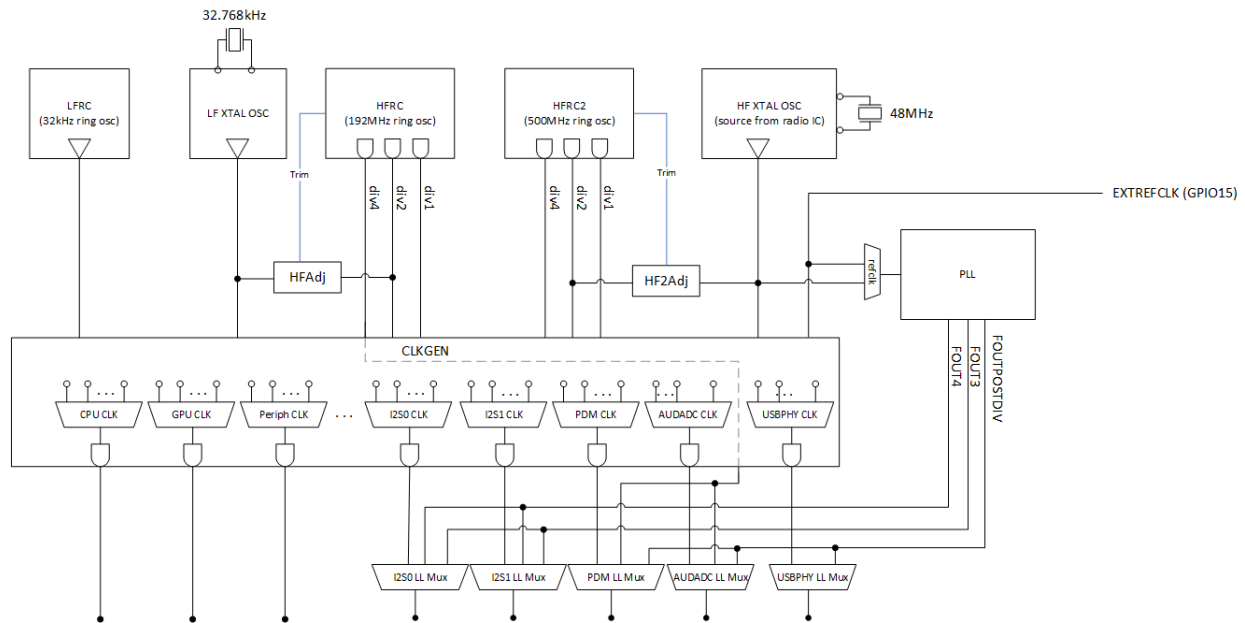 32.768kHz
LFRC
(32kHz ring osc)
LF XTAL OSC
HFRC
(192MHz ring osc)
HFRC2
(500MHz ring osc)
HF XTAL OSC
(source from radio IC)
48MHz
Trim
div4
div2
div1
div4
div2
div1
Trim
EXTREFCLK (GPIO15)
HFAdj
HF2Adj
refclk
PLL
FOUT4
FOUT3
FOUTPOSTDIV
CLKGEN
. . .
. . .
. . .
. . .
. . .
. . .
. . .
. . .
CPU CLK
GPU CLK
Periph CLK
. . .
I2S0 CLK
I2S1 CLK
PDM CLK
AUDADC CLK
USBPHY CLK
I2S0 LL Mux
I2S1 LL Mux
PDM LL Mux
AUDADC LL Mux
USBPHY LL Mux